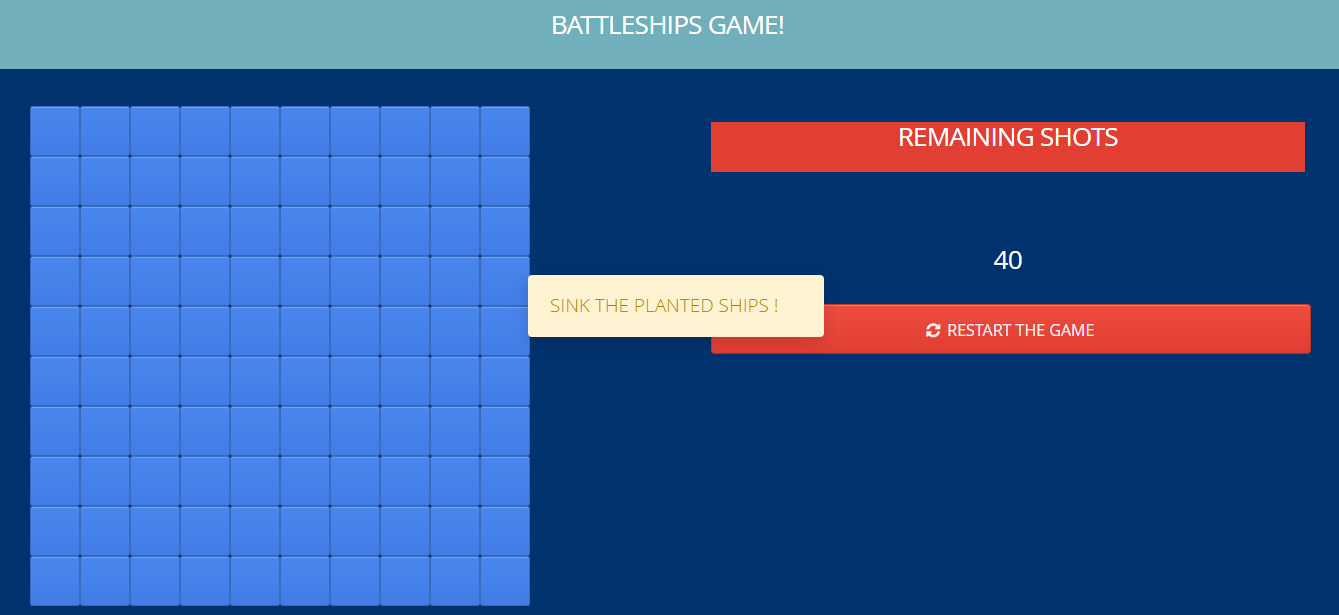 BATTLESHIPS GAME!
REMAINING SHOTS
40
SINK THE PLANTED SHIPS !
RESTART THE GAME